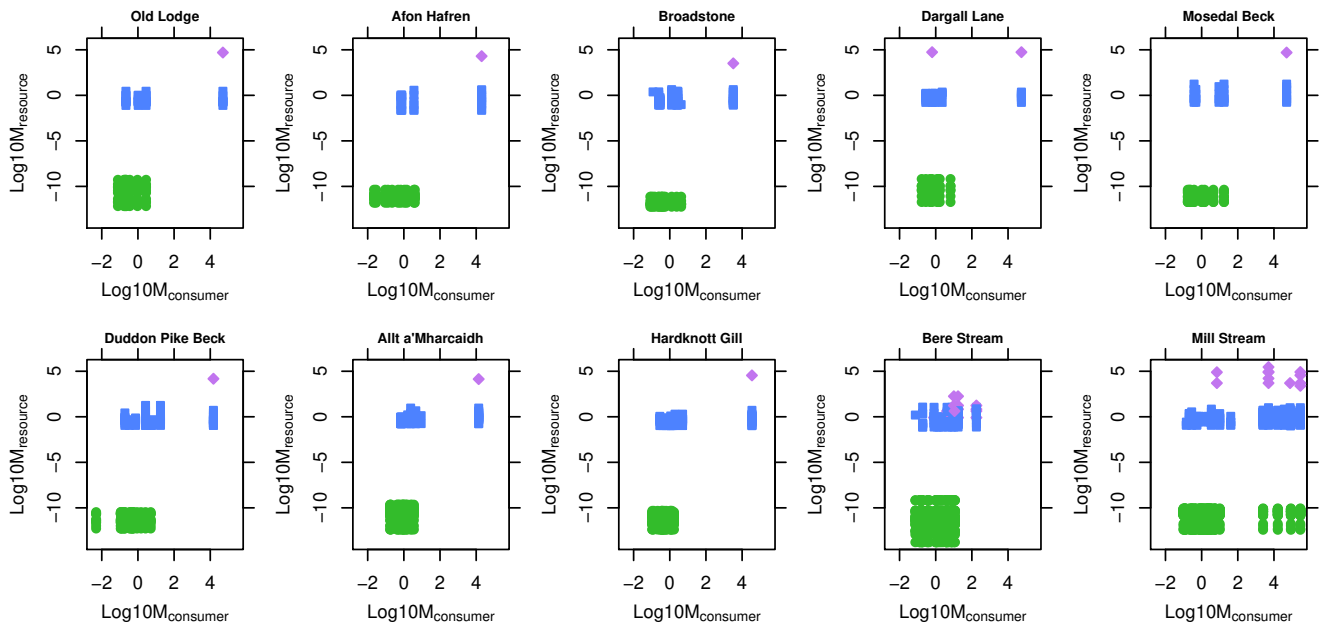 Old Lodge
Afon Hafren
Broadstone
Dargall Lane
Mosedal Beck
Log10Mresource
5
0
−5
−10
−2 0 2 4
Log10Mconsumer
Log10Mresource
5
0
−5
−10
−2 0 2 4
Log10Mconsumer
Log10Mresource
5
0
−5
−10
−2 0 2 4
Log10Mconsumer
Log10Mresource
5
0
−5
−10
−2 0 2 4
Log10Mconsumer
Log10Mresource
5
0
−5
−10
−2 0 2 4
Log10Mconsumer
Duddon Pike Beck
Allt a'Mharcaidh
Hardknott Gill
Bere Stream
Mill Stream
Log10Mresource
5
0
−5
−10
−2 0 2 4
Log10Mconsumer
Log10Mresource
5
0
−5
−10
−2 0 2 4
Log10Mconsumer
Log10Mresource
5
0
−5
−10
−2 0 2 4
Log10Mconsumer
Log10Mresource
5
0
−5
−10
−2 0 2 4
Log10Mconsumer
Log10Mresource
5
0
−5
−10
−2 0 2 4
Log10Mconsumer